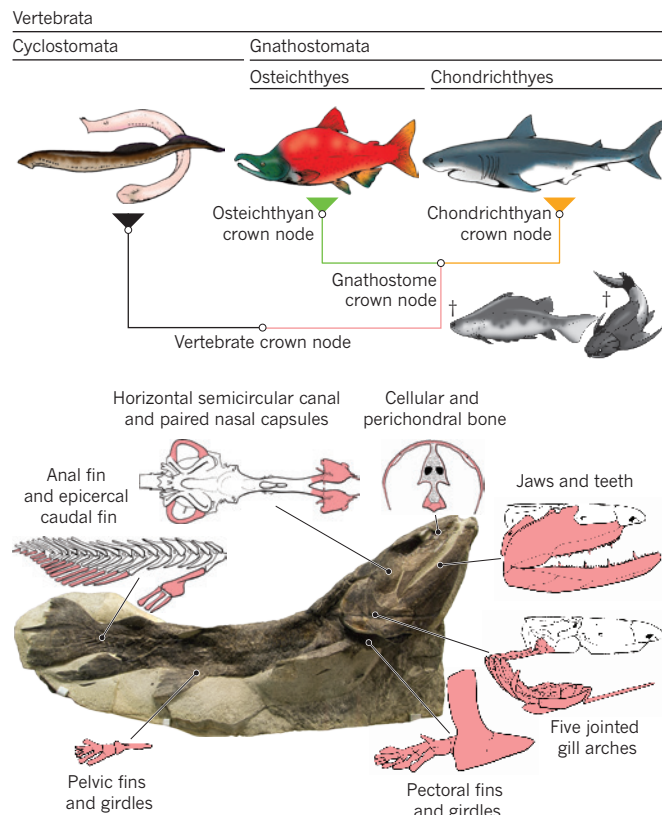 Vertebrata
Cyclostomata
Gnathostomata
Osteichthyes
Chondrichthyes
Osteichthyan
crown node
Chondrichthyan
crown node
Gnathostome
crown node
†
†
Vertebrate crown node
Horizontal semicircular canal
and paired nasal capsules
Cellular and
perichondral bone
Anal fin
and epicercal
caudal fin
Jaws and teeth
Five jointed
gill arches
Pelvic fins
and girdles
Pectoral fins
and girdles